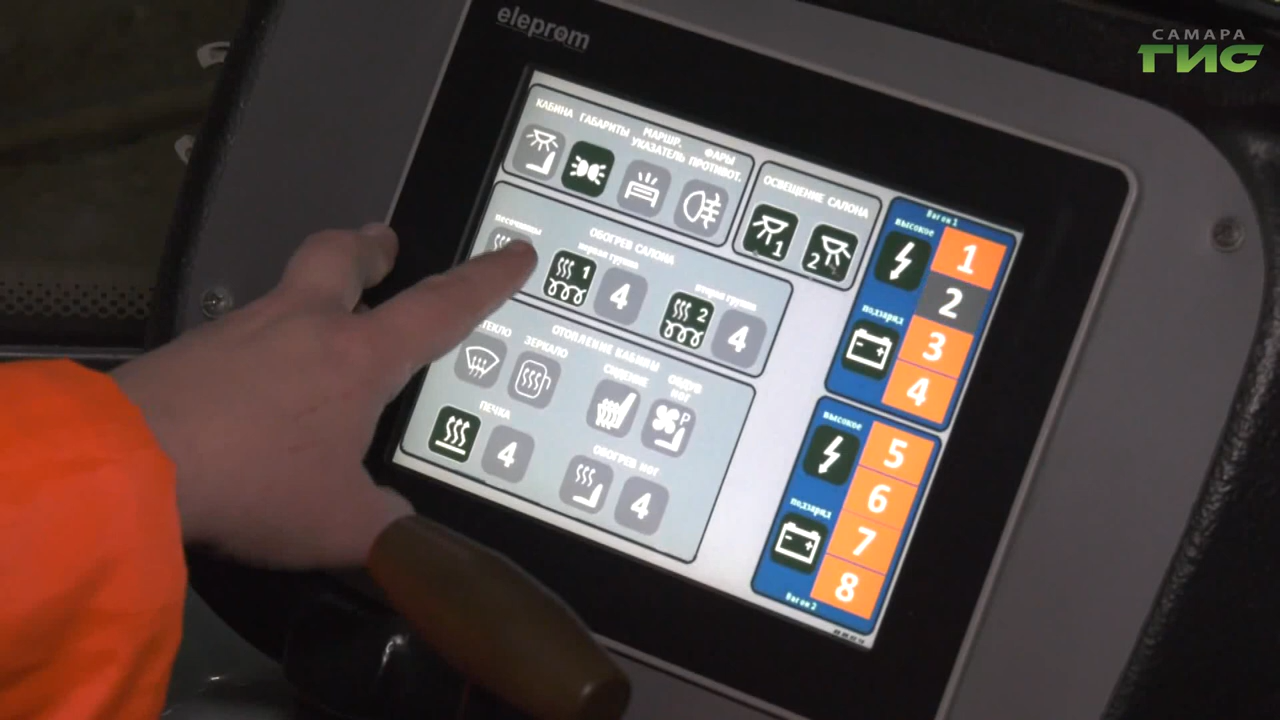 eleprom
САМАРА
ГИС
КАБИНА
ГАБАРИТЫ
МАРШР.
УКАЗАТЕЛЬ
ФАРЫ
ПРОТИВОТ.
ОСВЕЩЕНИЕ САЛОНА
1
2
песочницы
ОБОГРЕВ САЛОНА
первая группа
1
4
вторая группа
2
4
ОТОПЛЕНИЕ КАБИНЫ
ЗЕРКАЛО
СИДЕНИЕ
ОБДУВ
НОГ
P
ПЕЧКА
4
ОБОГРЕВ НОГ
4
Вагон 1
высокое
1
2
подзаряд
3
4
высокое
5
6
подзаряд
7
8
Вагон 2